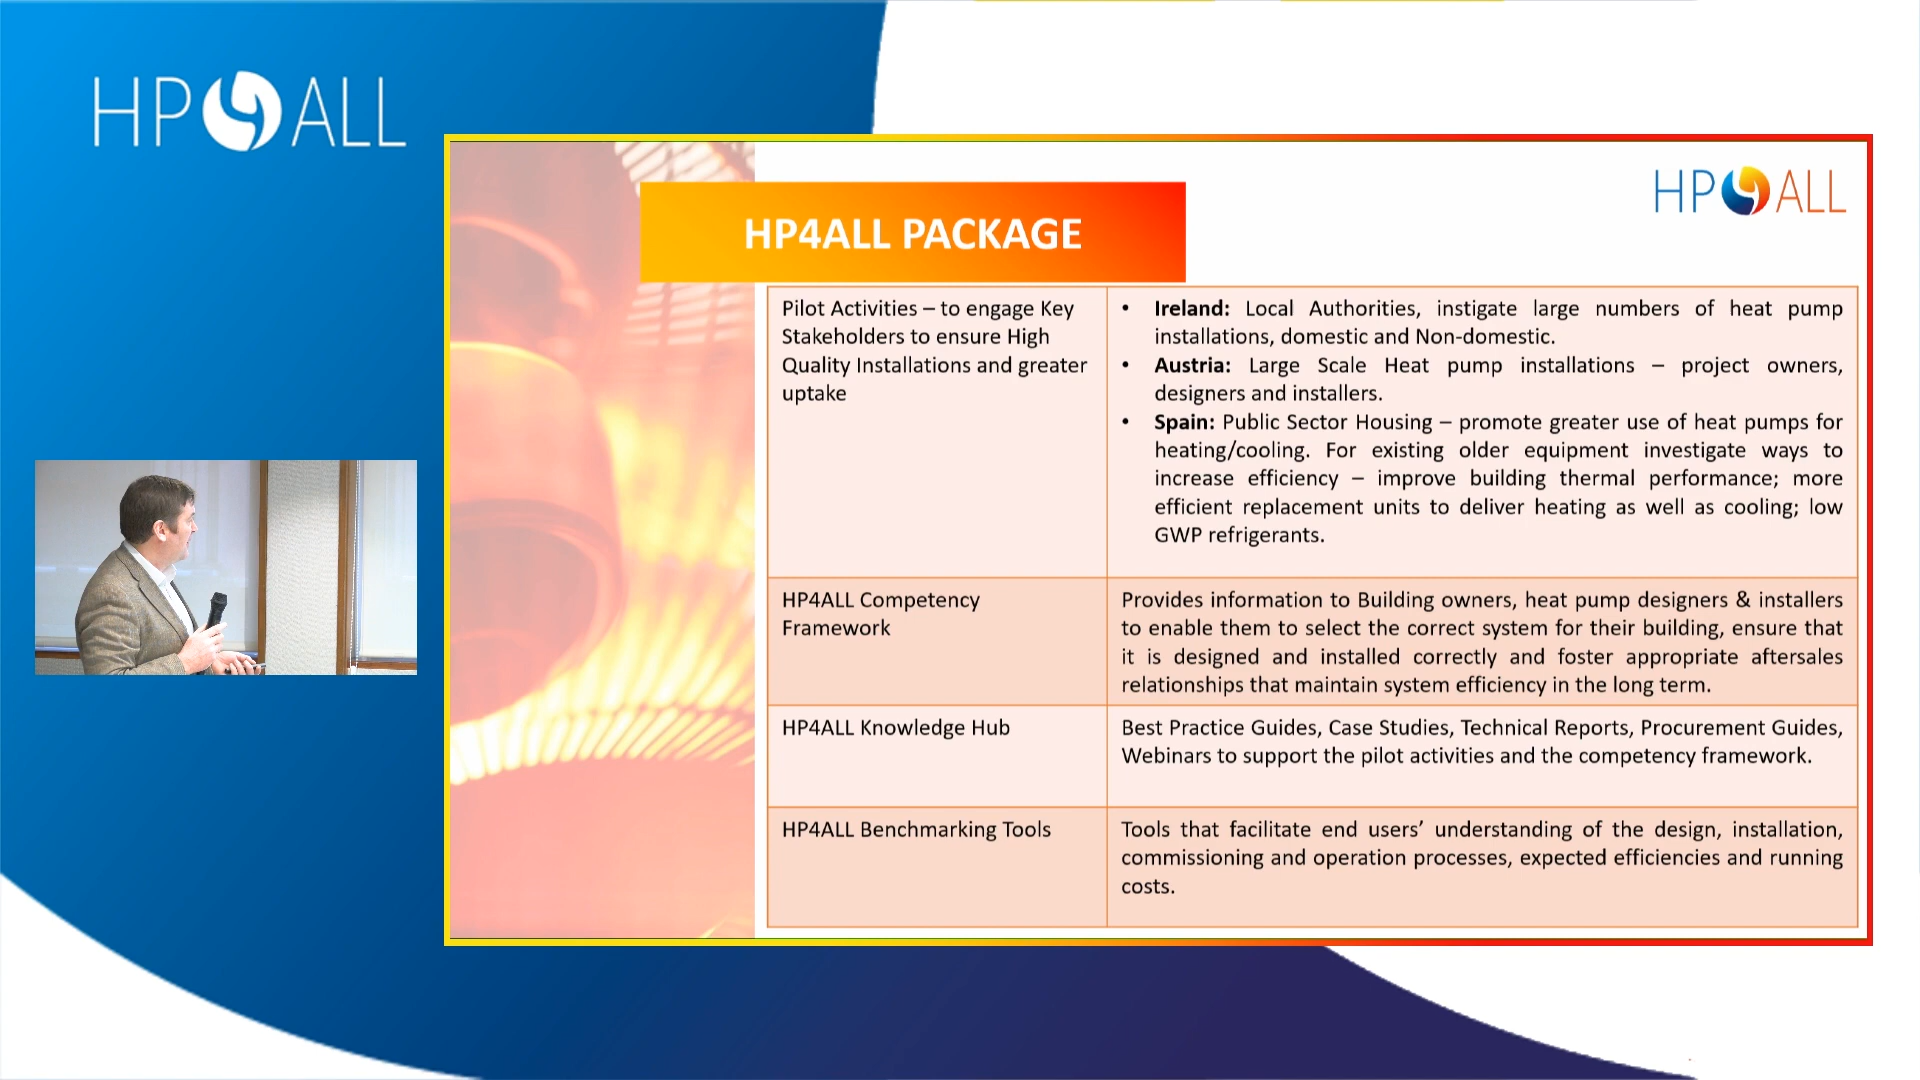 HP4ALL
HP4ALL
HP4ALL PACKAGE
Pilot Activities – to engage Key
Stakeholders to ensure High
Quality Installations and greater
uptake
• Ireland: Local Authorities, instigate large numbers of heat pump
installations, domestic and Non-domestic.
• Austria: Large Scale Heat pump installations – project owners,
designers and installers.
• Spain: Public Sector Housing – promote greater use of heat pumps for
heating/cooling. For existing older equipment investigate ways to
increase efficiency – improve building thermal performance; more
efficient replacement units to deliver heating as well as cooling; low
GWP refrigerants.
HP4ALL Competency
Framework
Provides information to Building owners, heat pump designers & installers
to enable them to select the correct system for their building, ensure that
it is designed and installed correctly and foster appropriate aftersales
relationships that maintain system efficiency in the long term.
HP4ALL Knowledge Hub
Best Practice Guides, Case Studies, Technical Reports, Procurement Guides,
Webinars to support the pilot activities and the competency framework.
HP4ALL Benchmarking Tools
Tools that facilitate end users’ understanding of the design, installation,
commissioning and operation processes, expected efficiencies and running
costs.